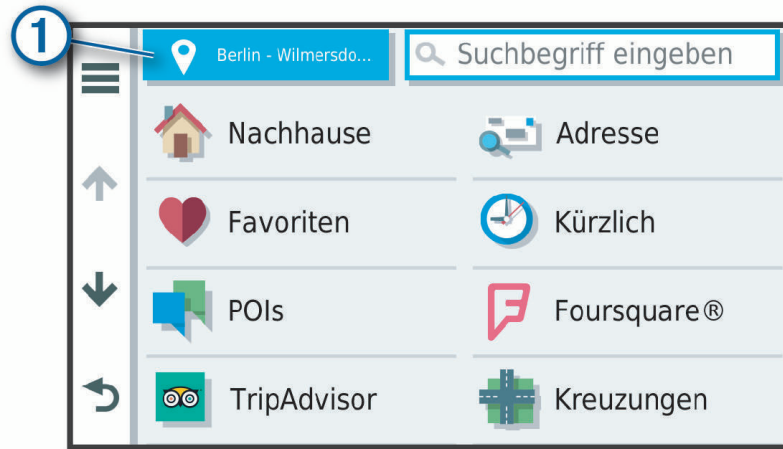 1
Berlin - Wilmersdo...
Suchbegriff eingeben
Nachhause
Adresse
Favoriten
Kürzlich
POIs
Foursquare®
TripAdvisor
Kreuzungen